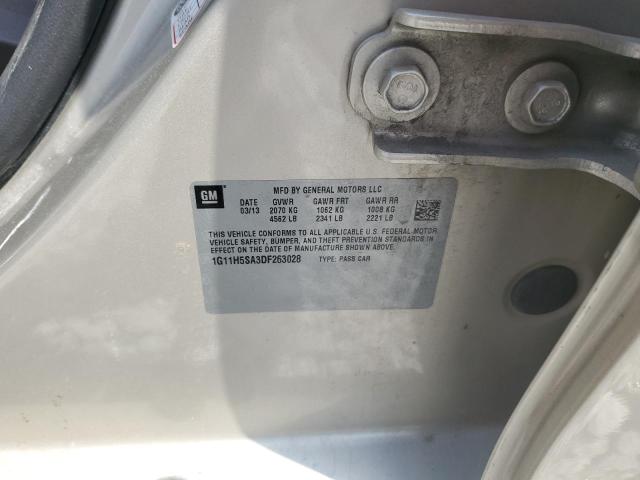 GM
MFD BY GENERAL MOTORS LLC
DATE GVWR GAWR FRT GAWR RR
03/13 2070 KG 1062 KG 1008 KG
4562 LB 2341 LB 2221 LB
THIS VEHICLE CONFORMS TO ALL APPLICABLE U.S. FEDERAL MOTOR
VEHICLE SAFETY, BUMPER, AND THEFT PREVENTION STANDARDS IN
EFFECT ON THE DATE OF MANUFACTURE SHOWN ABOVE.
1G11H5SA3DF263028 TYPE: PASS CAR